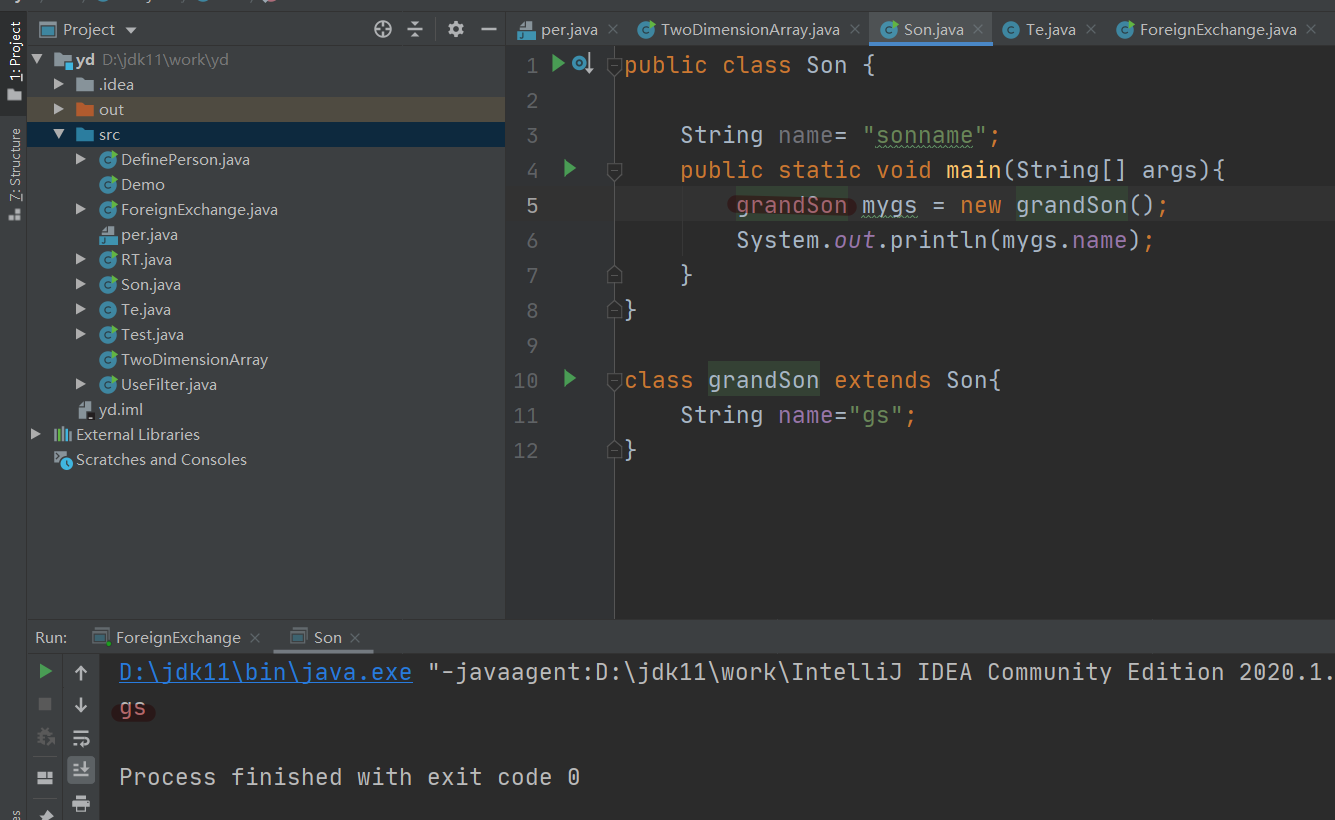 Project
per.java
TwoDimensionArray.java
Son.java
Te.java
ForeignExchange.java
1: Project
7: Structure
yd D:\jdk11\work\yd
.idea
out
src
DefinePerson.java
Demo
ForeignExchange.java
per.java
RT.java
Son.java
Te.java
Test.java
TwoDimensionArray
UseFilter.java
yd.iml
External Libraries
Scratches and Consoles
1 public class Son {
2
3 String name= "sonname";
4 public static void main(String[] args){
5 grandSon mygs = new grandSon();
6 System.out.println(mygs.name);
7 }
8 }
9
10 class grandSon extends Son{
11 String name="gs";
12 }
Run: ForeignExchange Son
D:\jdk11\bin\java.exe "-javaagent:D:\jdk11\work\IntelliJ IDEA Community Edition 2020.1.
gs
Process finished with exit code 0